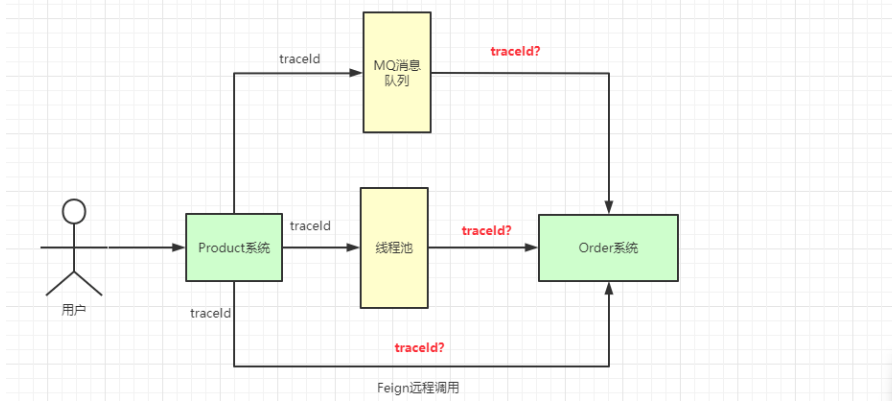 traceId
MQ消息
队列
traceId?
用户
Product系统
traceId
线程池
traceId?
Order系统
traceId
traceId?
Feign远程调用